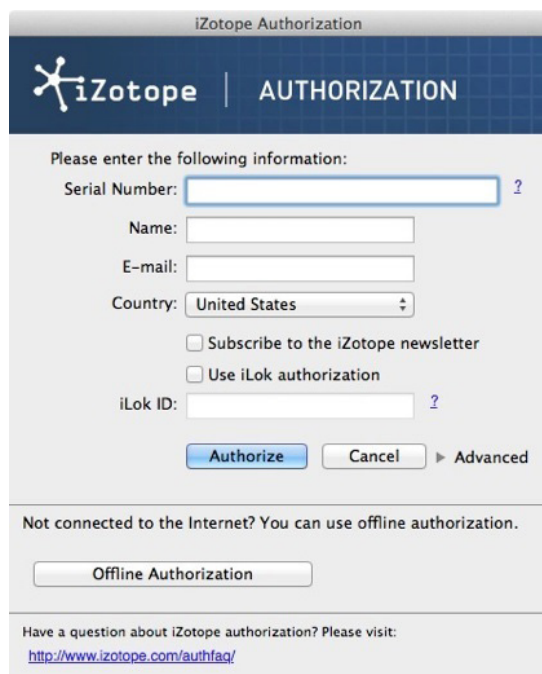 iZotope Authorization
iZotope | AUTHORIZATION
Please enter the following information:
Serial Number: ?
Name:
E-mail:
Country: United States
Subscribe to the iZotope newsletter
Use iLok authorization
iLok ID: ?
Authorize Cancel Advanced
Not connected to the Internet? You can use offline authorization.
Offline Authorization
Have a question about iZotope authorization? Please visit:
http://www.izotope.com/authfaq/